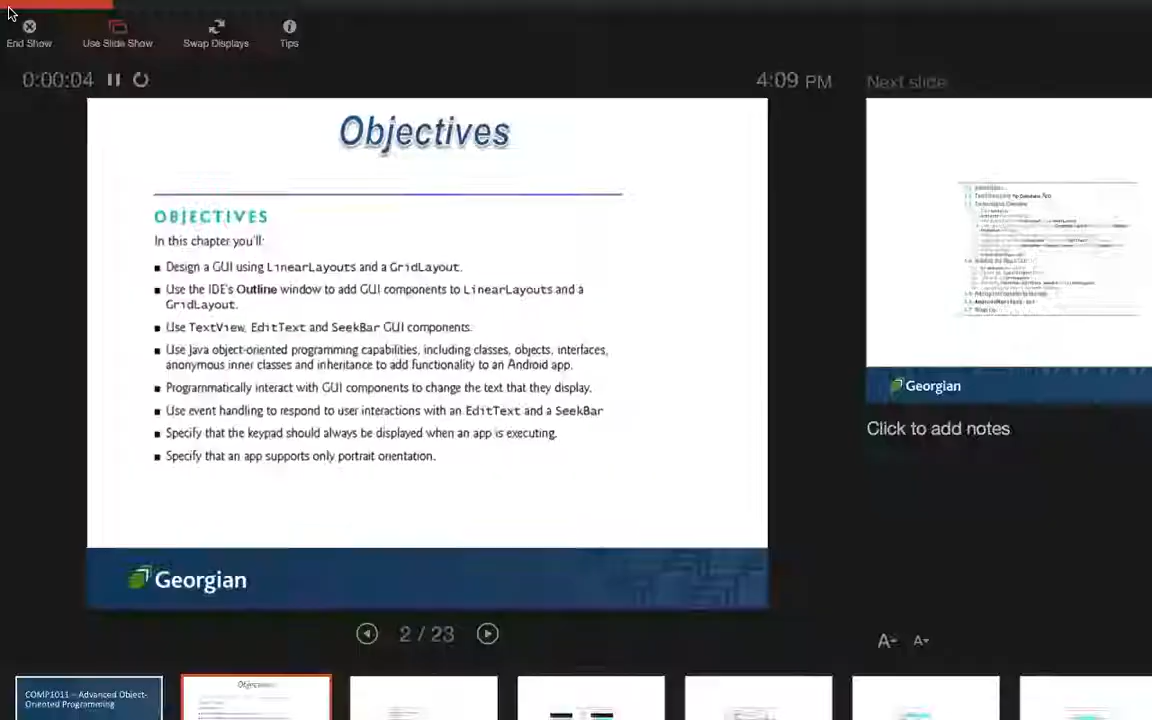 End Show
Use Slide Show
Swap Displays
Tips
0:00:04
4:09 PM
Next slide
Objectives
OBJECTIVES
In this chapter you'll:
■ Design a GUI using LinearLayouts and a GridLayout.
■ Use the IDE's Outline window to add GUI components to LinearLayouts and a
GridLayout.
■ Use TextView, EditText and SeekBar GUI components.
■ Use Java object-oriented programming capabilities, including classes, objects, interfaces,
anonymous inner classes and inheritance to add functionality to an Android app.
■ Programmatically interact with GUI components to change the text that they display.
■ Use event handling to respond to user interactions with an EditText and a SeekBar
■ Specify that the keypad should always be displayed when an app is executing.
■ Specify that an app supports only portrait orientation.
Georgian
Georgian
Click to add notes
2 / 23
A+ A-
COMP1011 – Advanced Object-
Oriented Programming
Objectives